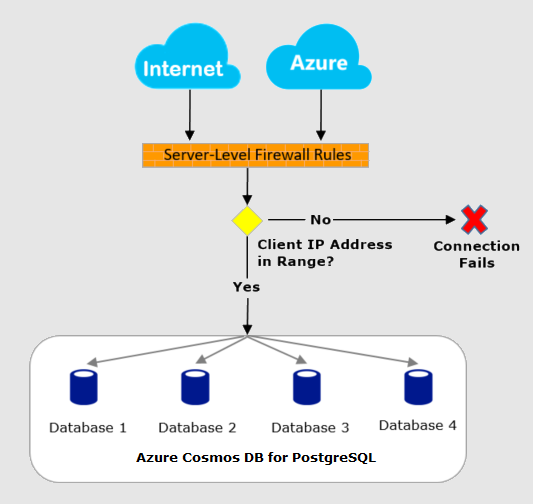 Internet
Azure
Server-Level Firewall Rules
No
Client IP Address
in Range?
Connection
Fails
Yes
Database 1
Database 2
Database 3
Database 4
Azure Cosmos DB for PostgreSQL